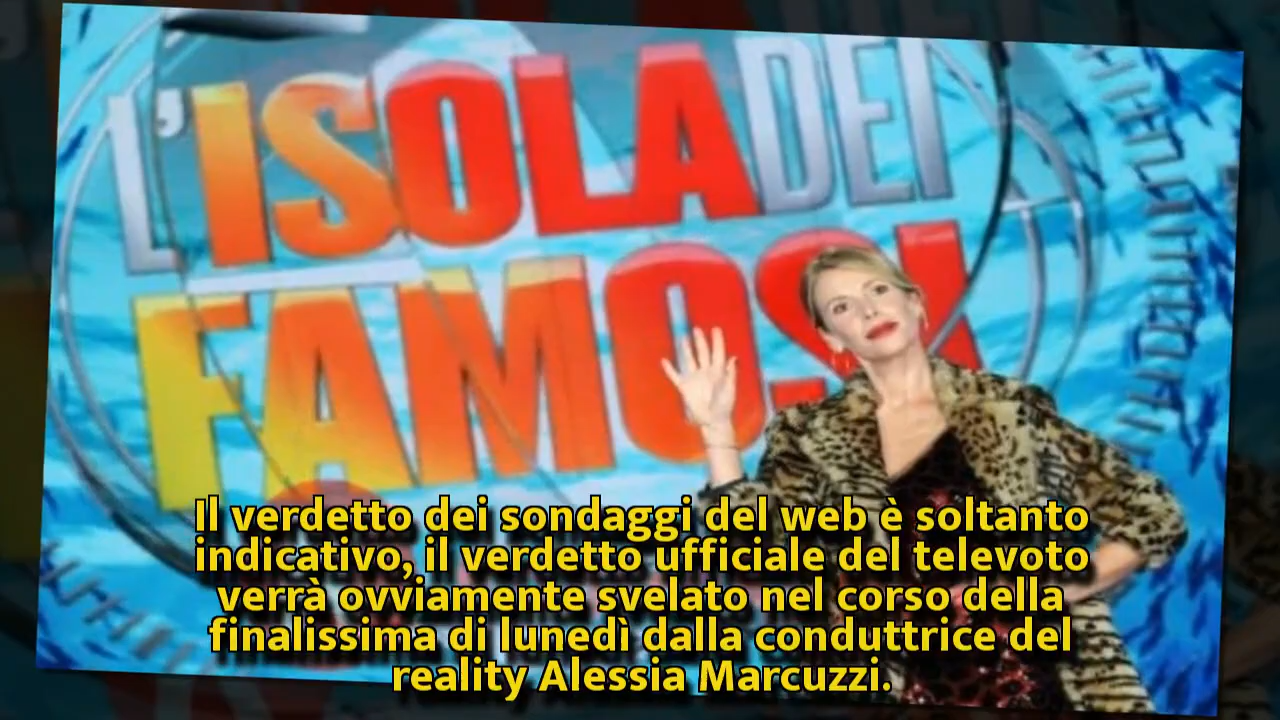 L'ISOLA DEI
FAMOSI
Il verdetto dei sondaggi del web è soltanto
indicativo, il verdetto ufficiale del televoto
verrà ovviamente svelato nel corso della
finalissima di lunedì dalla conduttrice del
reality Alessia Marcuzzi.